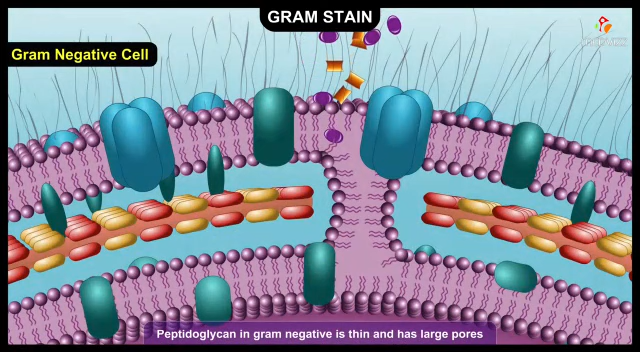 GRAM STAIN
Gram Negative Cell
Peptidoglycan in gram negative is thin and has large pores